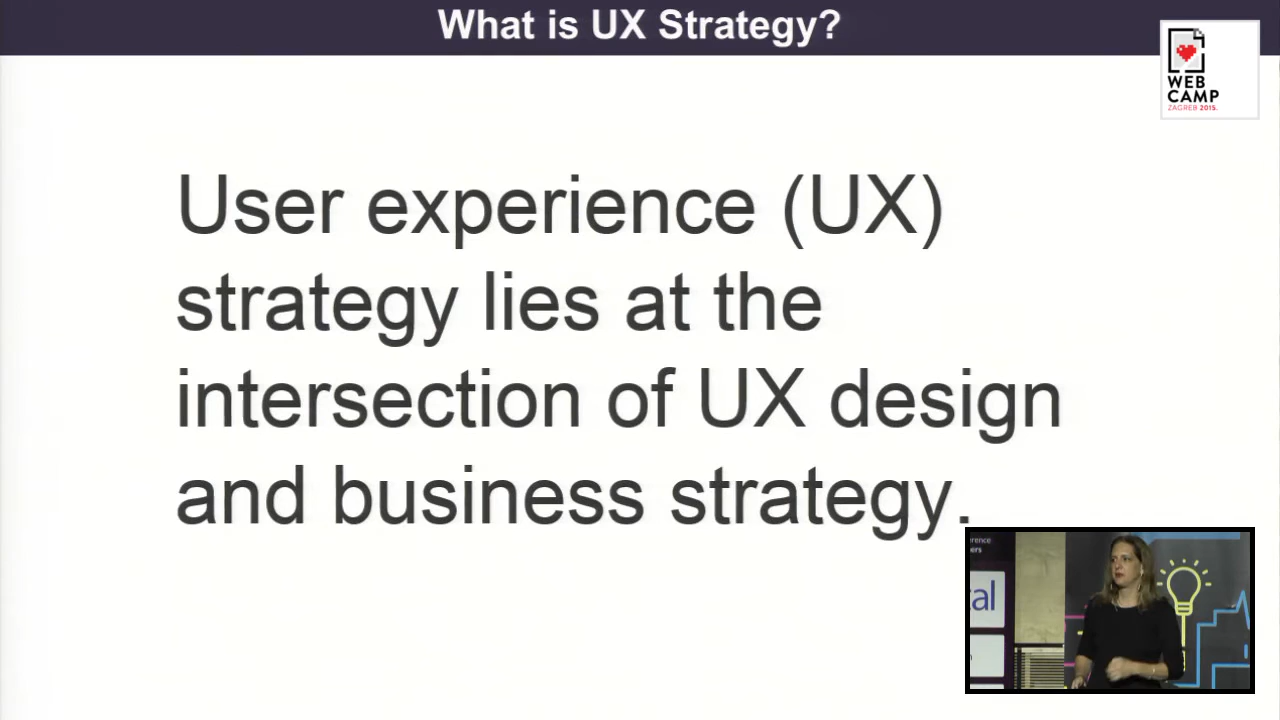 What is UX Strategy?
WEB
CAMP
ZAGREB 2015.
User experience (UX)
strategy lies at the
intersection of UX design
and business strategy.